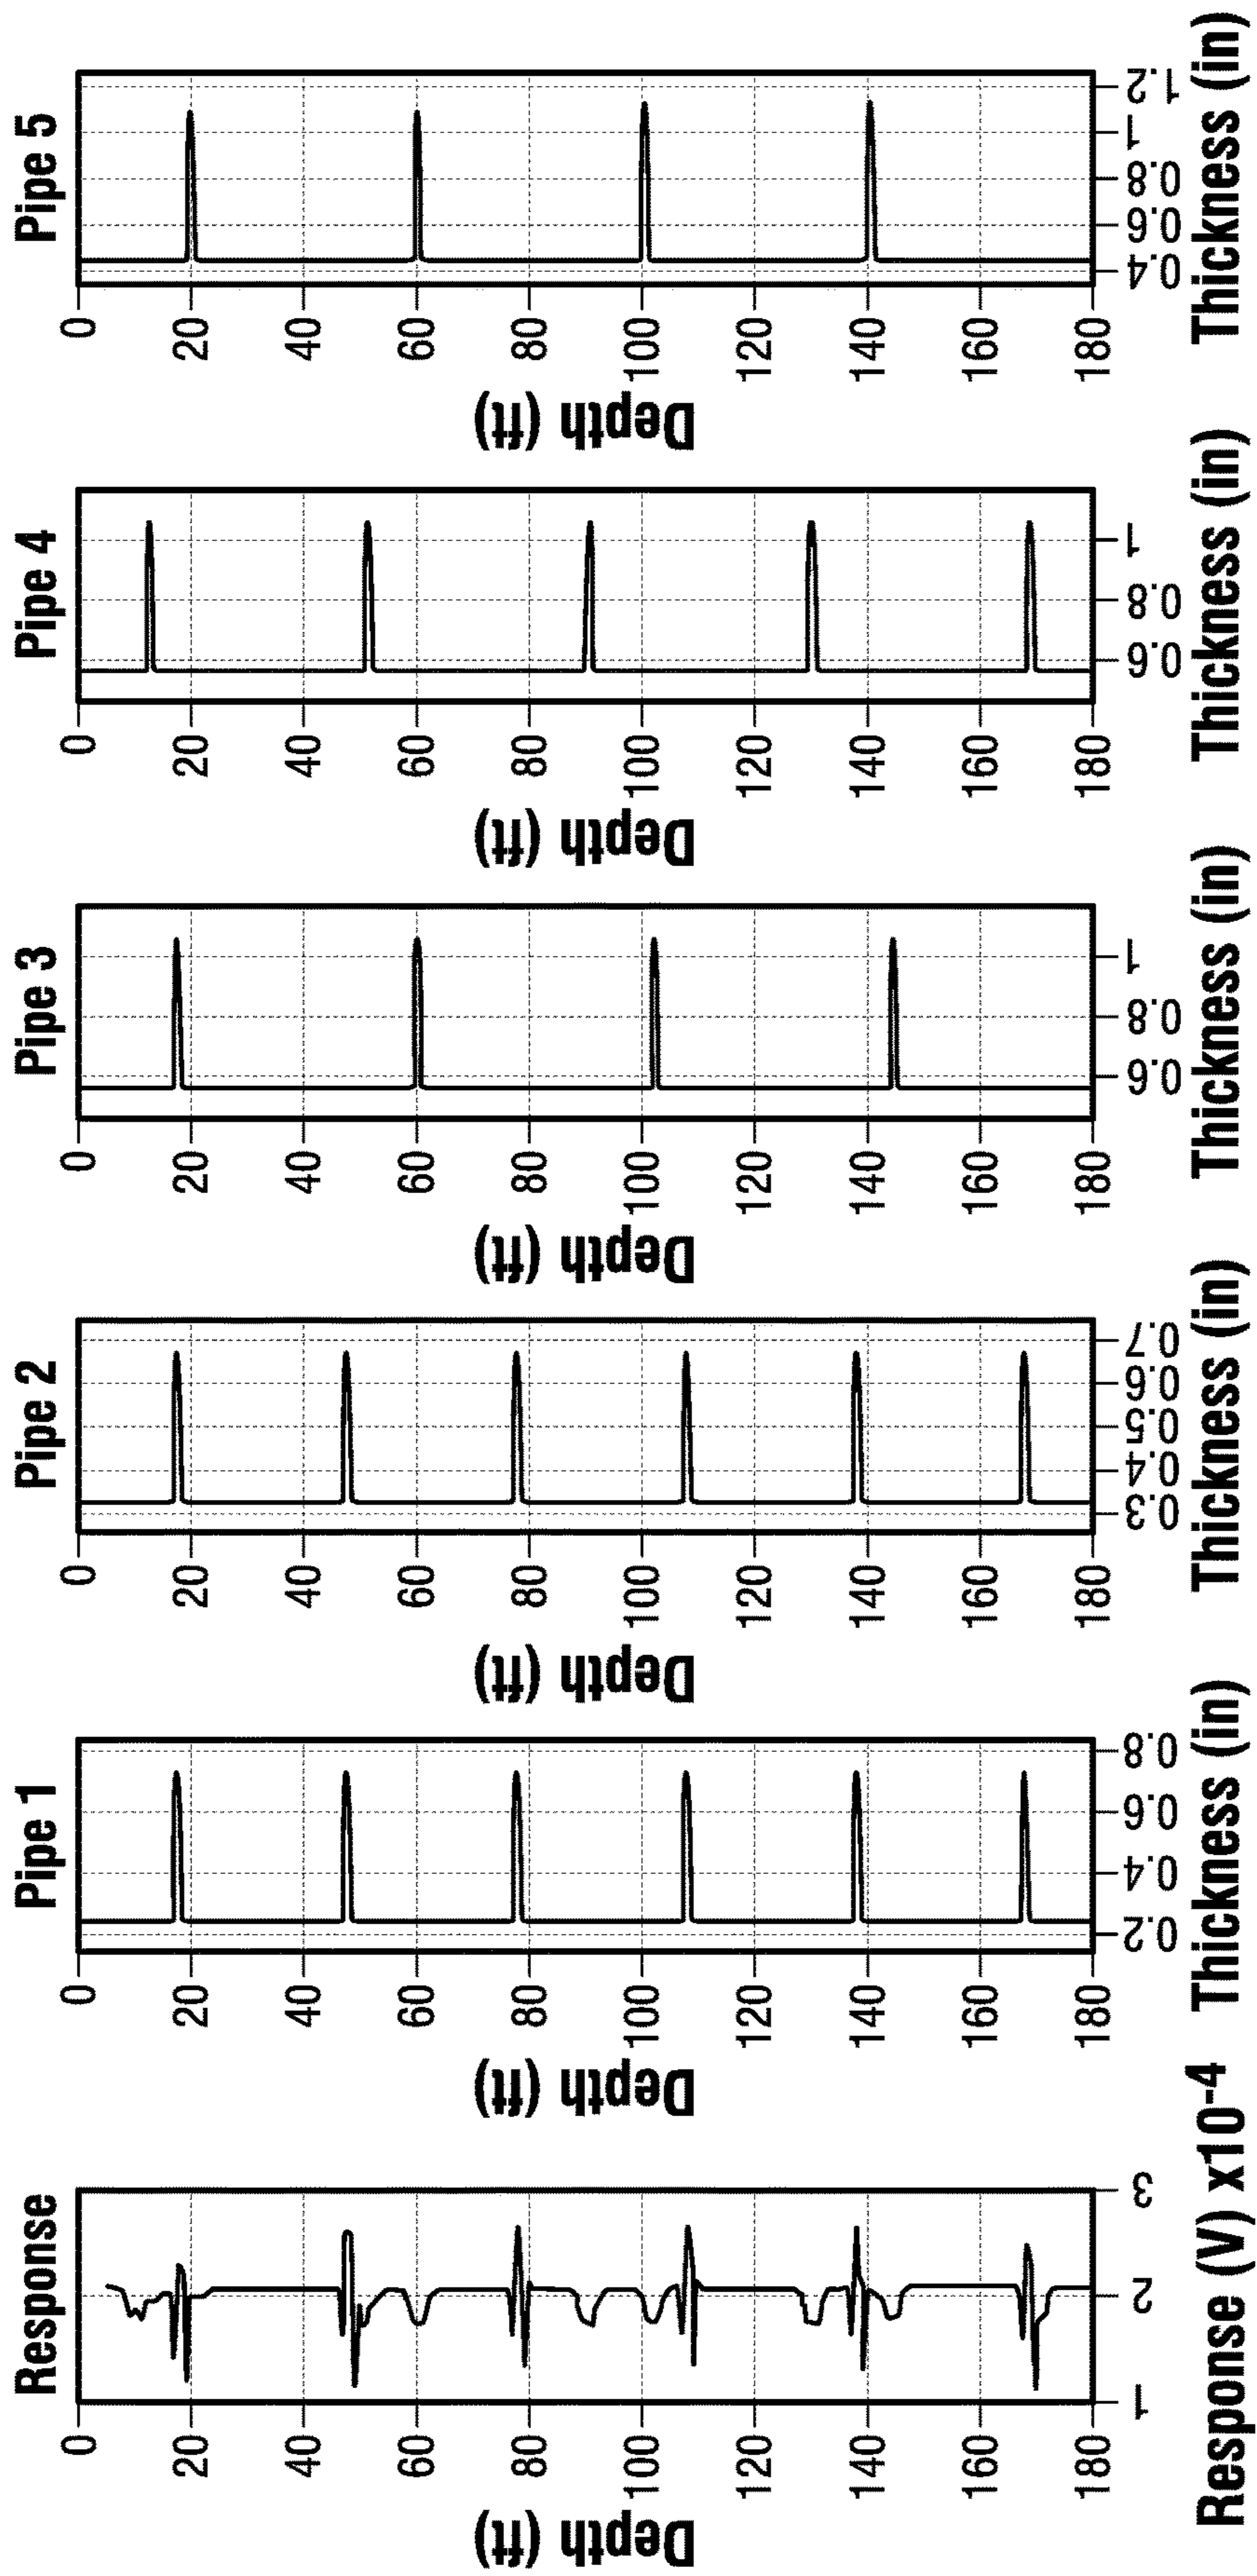 Response
Depth (ft)
0
20
40
60
80
100
120
140
160
180
1 2 3
Response (V) x10-4
Pipe 1
Depth (ft)
0
20
40
60
80
100
120
140
160
180
0.2 0.4 0.6 0.8
Thickness (in)
Pipe 2
Depth (ft)
0
20
40
60
80
100
120
140
160
180
0.3 0.4 0.5 0.6 0.7
Thickness (in)
Pipe 3
Depth (ft)
0
20
40
60
80
100
120
140
160
180
0.6 0.8 1
Thickness (in)
Pipe 4
Depth (ft)
0
20
40
60
80
100
120
140
160
180
0.6 0.8 1
Thickness (in)
Pipe 5
Depth (ft)
0
20
40
60
80
100
120
140
160
180
0.4 0.6 0.8 1 1.2
Thickness (in)